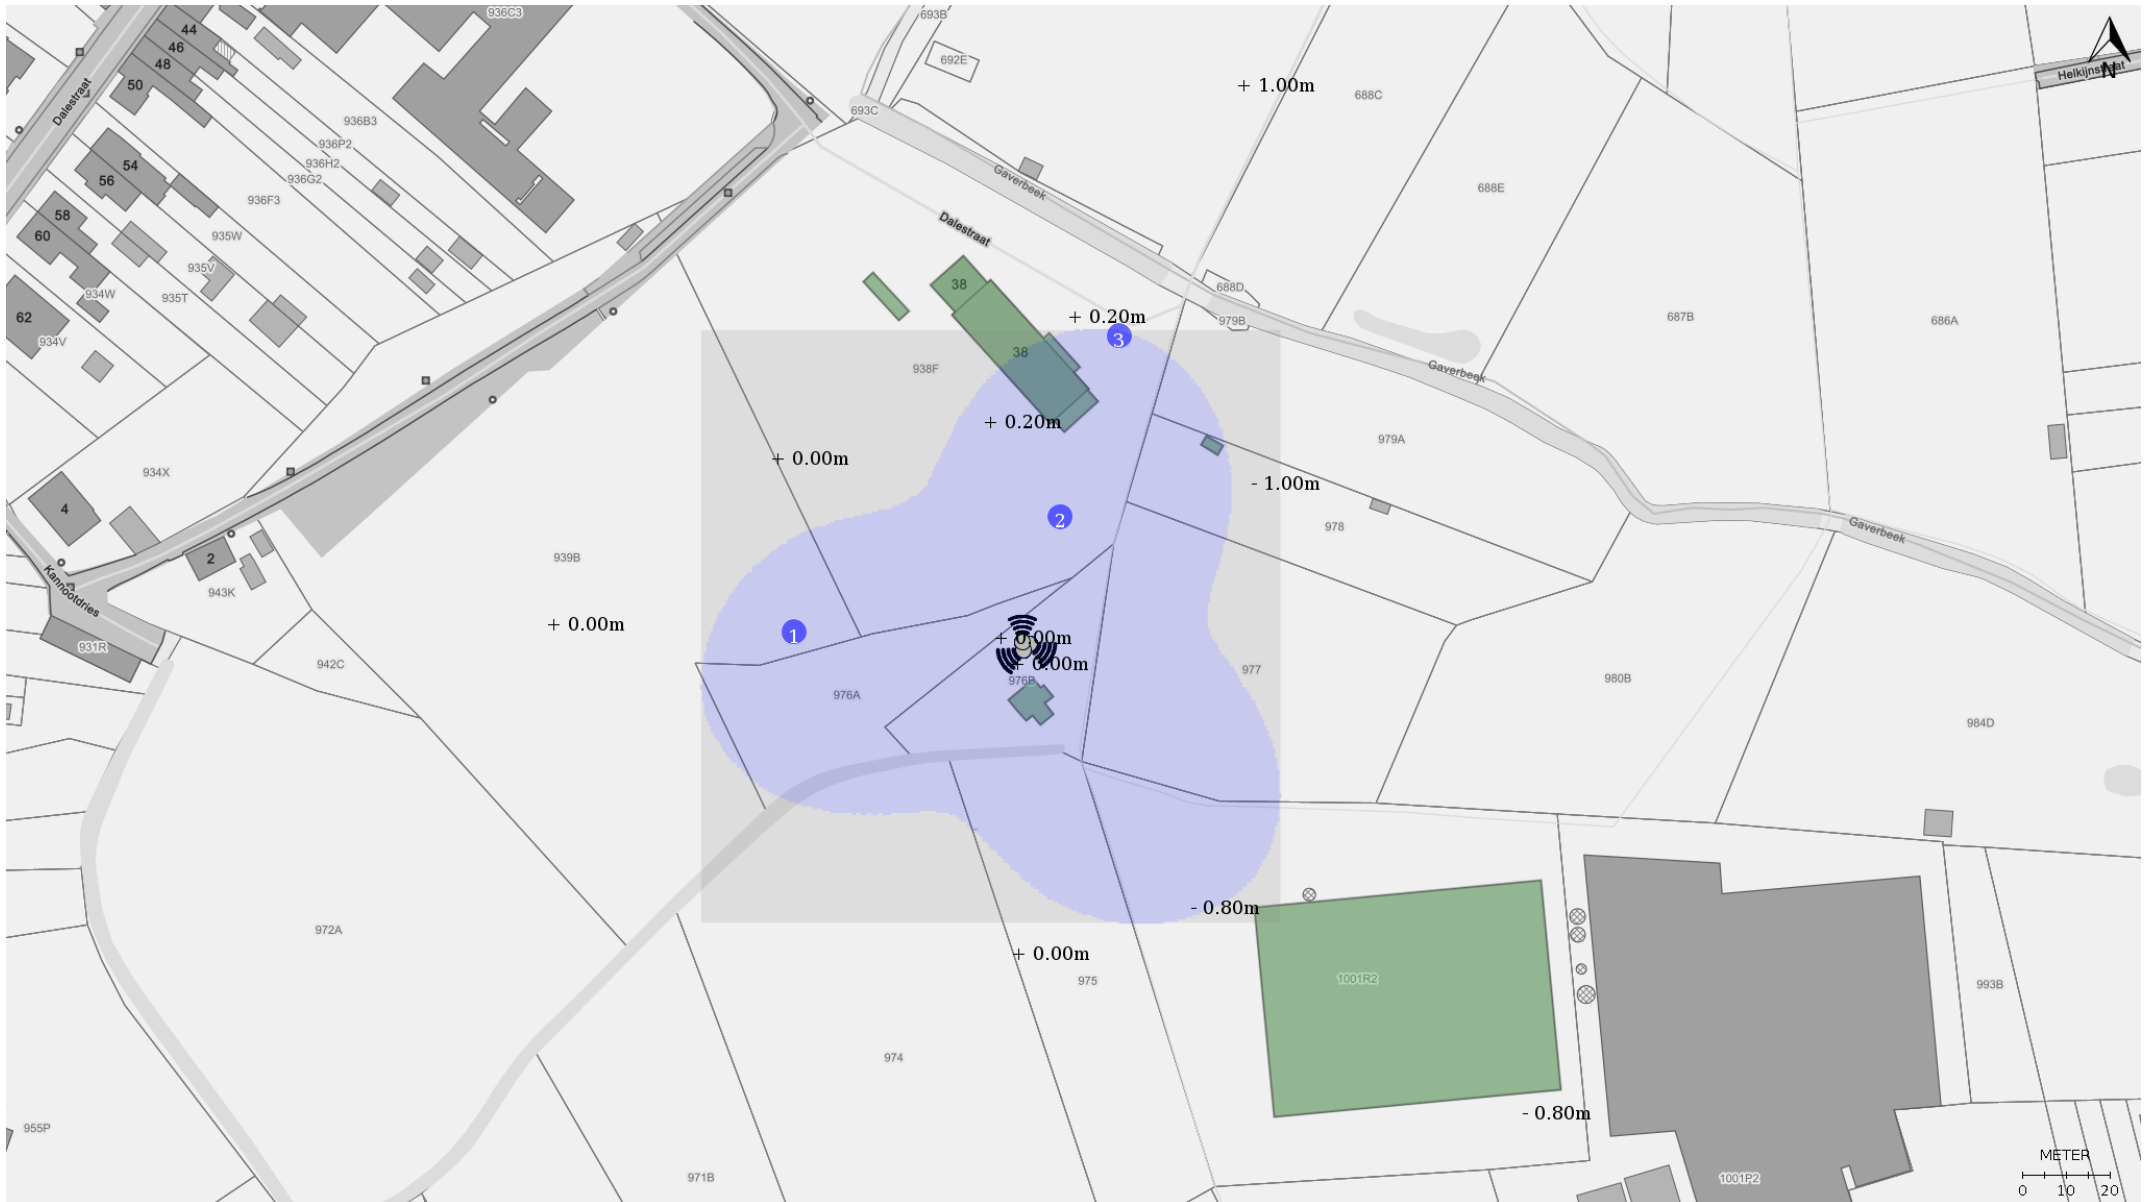 936C3
693B
44
46
48
50
692E
+ 1.00m
688C
Helkijnstraat
N
Dalestraat
693C
936B3
936P2
936H2
936G2
54
56
936F3
Gaverbeek
688E
58
60
935W
Dalestraat
935V
934W
935T
38
688D
62
934V
+ 0.20m
979B
687B
686A
3
38
938F
Gaverbeek
+ 0.20m
979A
934X
+ 0.00m
- 1.00m
4
2
978
Gaverbeek
2
939B
Kannootdries
943K
+ 0.00m
1
+ 0.00m
931R
942C
+ 0.00m
977
976B
980B
976A
984D
- 0.80m
972A
+ 0.00m
975
1001R2
993B
974
- 0.80m
955P
METER
971B
1001P2
0 10 20